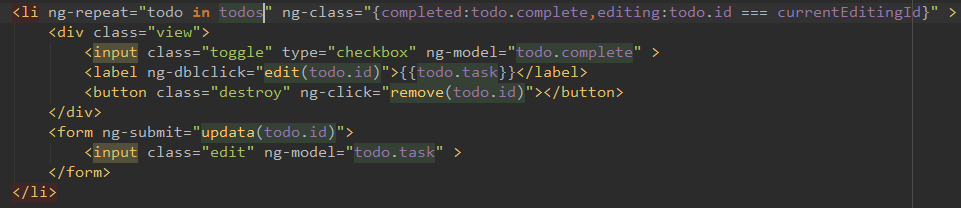 <li ng-repeat="todo in todos" ng-class="{completed:todo.complete,editing:todo.id === currentEditingId}" >
<div class="view">
<input class="toggle" type="checkbox" ng-model="todo.complete" >
<label ng-dblclick="edit(todo.id)">{{todo.task}}</label>
<button class="destroy" ng-click="remove(todo.id)"></button>
</div>
<form ng-submit="updata(todo.id)">
<input class="edit" ng-model="todo.task" >
</form>
</li>